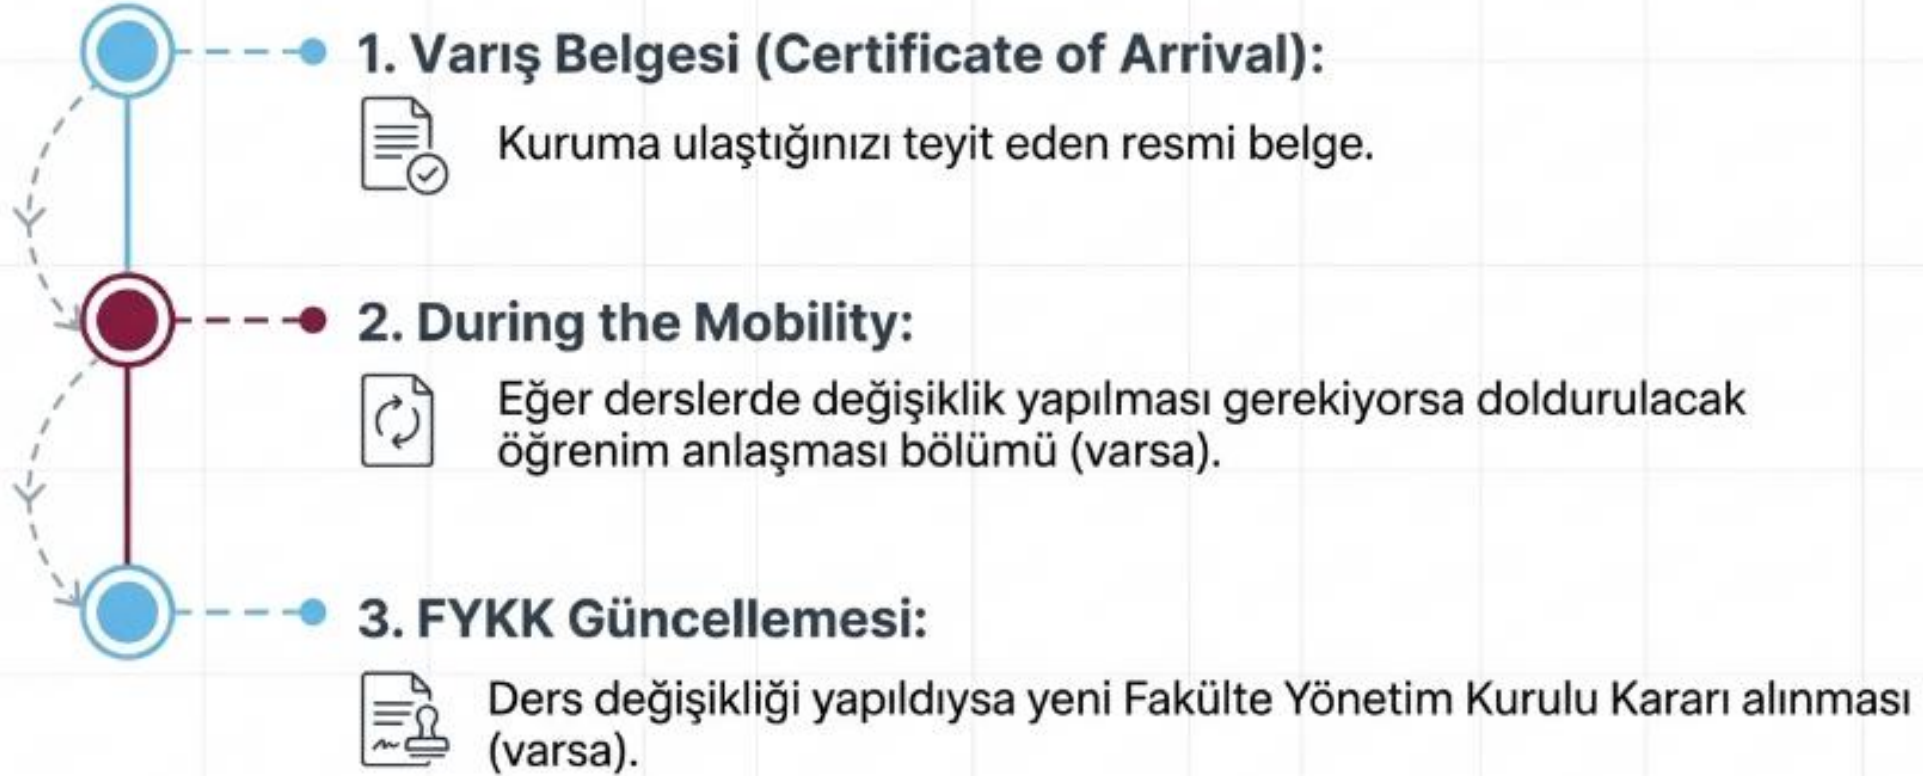 1. Varış Belgesi (Certificate of Arrival):
Kuruma ulaştığınızı teyit eden resmi belge.
2. During the Mobility:
Eğer derslerde değişiklik yapılması gerekiyorsa doldurulacak
öğrenim anlaşması bölümü (varsa).
3. FYKK Güncellemesi:
Ders değişikliği yapıldıysa yeni Fakülte Yönetim Kurulu Kararı alınması
(varsa).